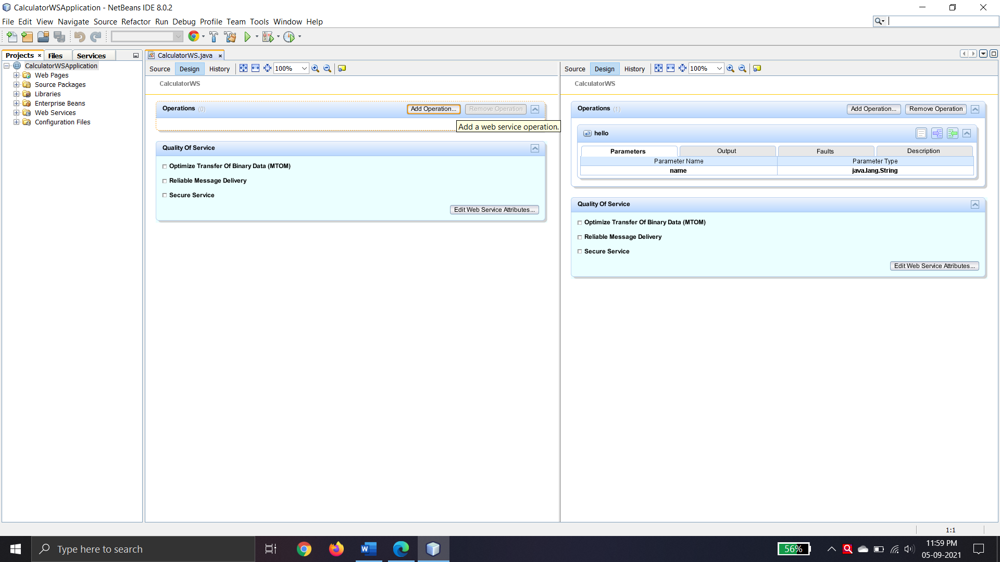 CalculatorWSApplication - NetBeans IDE 8.0.2
File Edit View Navigate Source Refactor Run Debug Profile Team Tools Window Help
Projects Files Services
CalculatorWSApplication
Web Pages
Source Packages
Libraries
Enterprise Beans
Web Services
Configuration Files
CalculatorWS.java
Source Design History 100%
CalculatorWS
Operations (0) Add Operation... Remove Operation
Add a web service operation.
Quality Of Service
Optimize Transfer Of Binary Data (MTOM)
Reliable Message Delivery
Secure Service
Edit Web Service Attributes...
Source Design History 100%
CalculatorWS
Operations (1) Add Operation... Remove Operation
hello
Parameters Output Faults Description
Parameter Name Parameter Type
name java.lang.String
Quality Of Service
Optimize Transfer Of Binary Data (MTOM)
Reliable Message Delivery
Secure Service
Edit Web Service Attributes...
1:1
Type here to search
56%
11:59 PM
05-09-2021